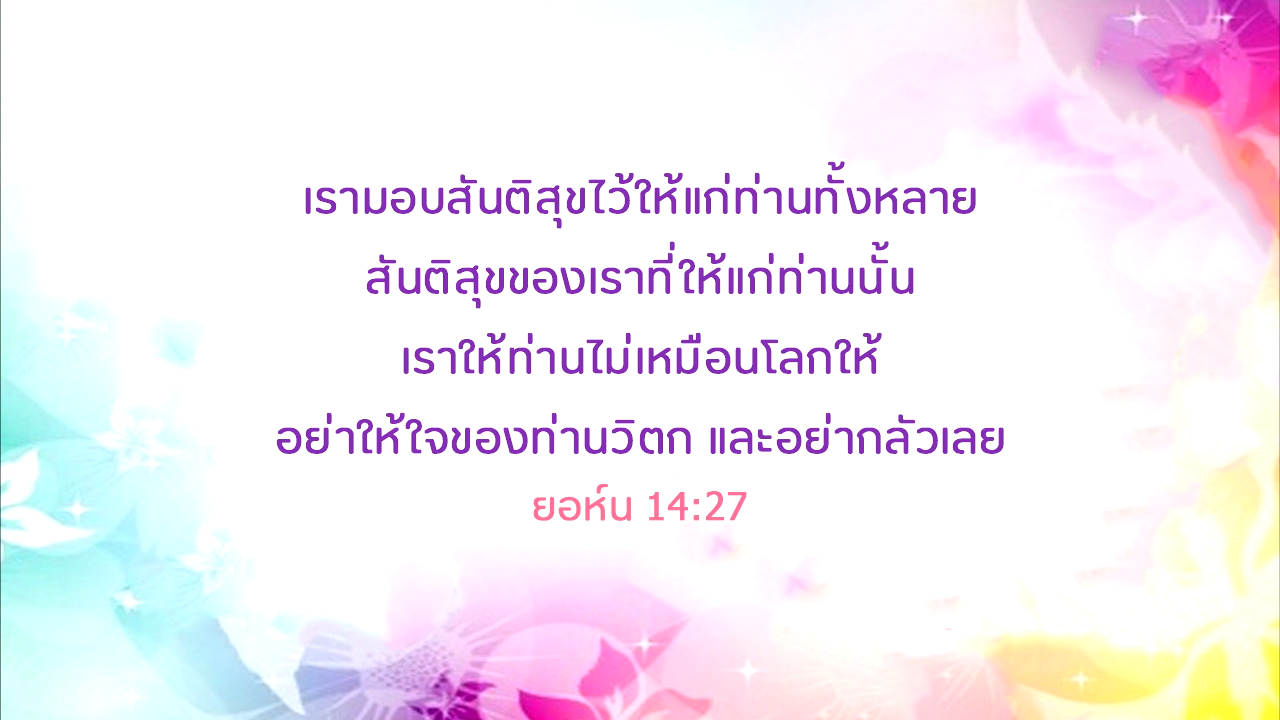 เรามอบสันติสุขไว้ให้แก่ท่านทั้งหลาย
สันติสุขของเราที่ให้แก่ท่านนั้น
เราให้ท่านไม่เหมือนโลกให้
อย่าให้ใจของท่านวิตก และอย่ากลัวเลย
ยอห์น 14:27